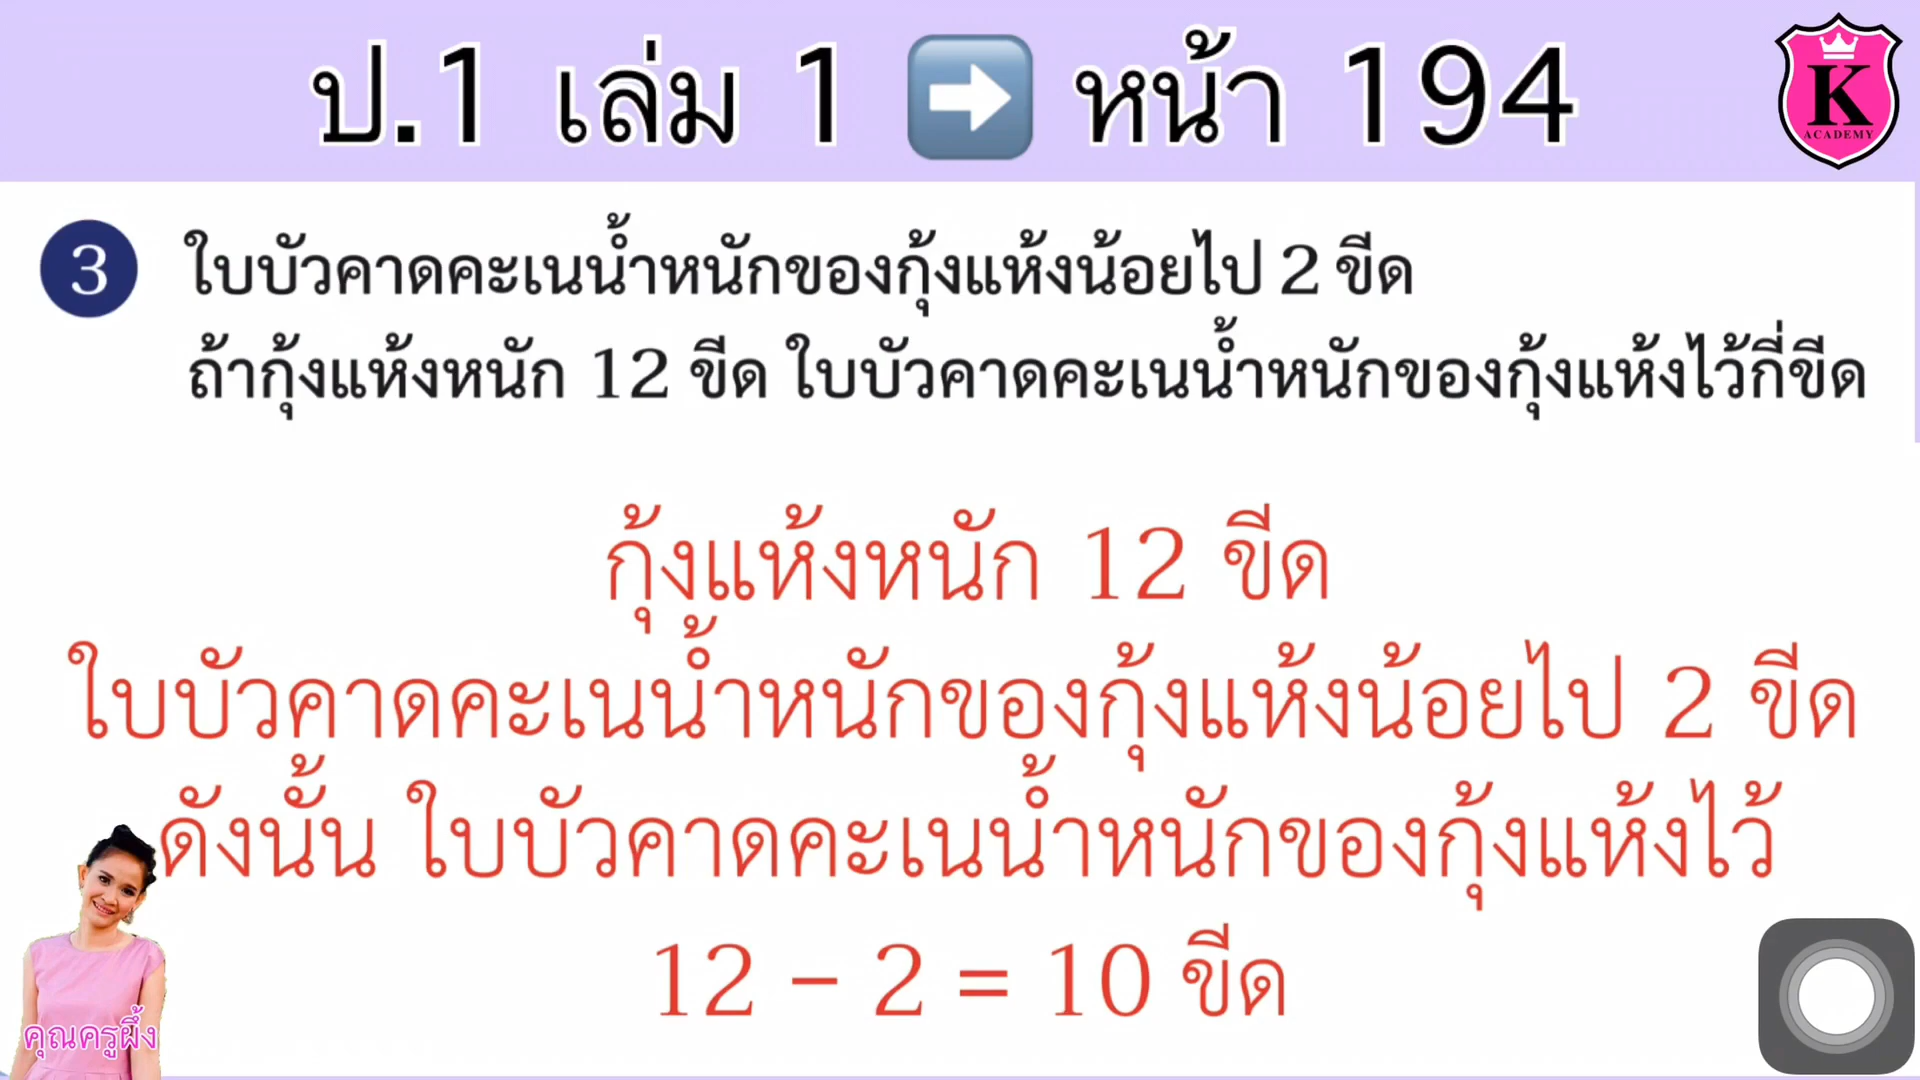 ป.1 เล่ม 1 ➡ หน้า 194
K
ACADEMY
3 ใบบัวคาดคะเนน้ำหนักของกุ้งแห้งน้อยไป 2 ขีด
ถ้ากุ้งแห้งหนัก 12 ขีด ใบบัวคาดคะเนน้ำหนักของกุ้งแห้งไว้กี่ขีด
กุ้งแห้งหนัก 12 ขีด
ใบบัวคาดคะเนน้ำหนักของกุ้งแห้งน้อยไป 2 ขีด
ดังนั้น ใบบัวคาดคะเนน้ำหนักของกุ้งแห้งไว้
12 − 2 = 10 ขีด
คุณครูผึ้ง